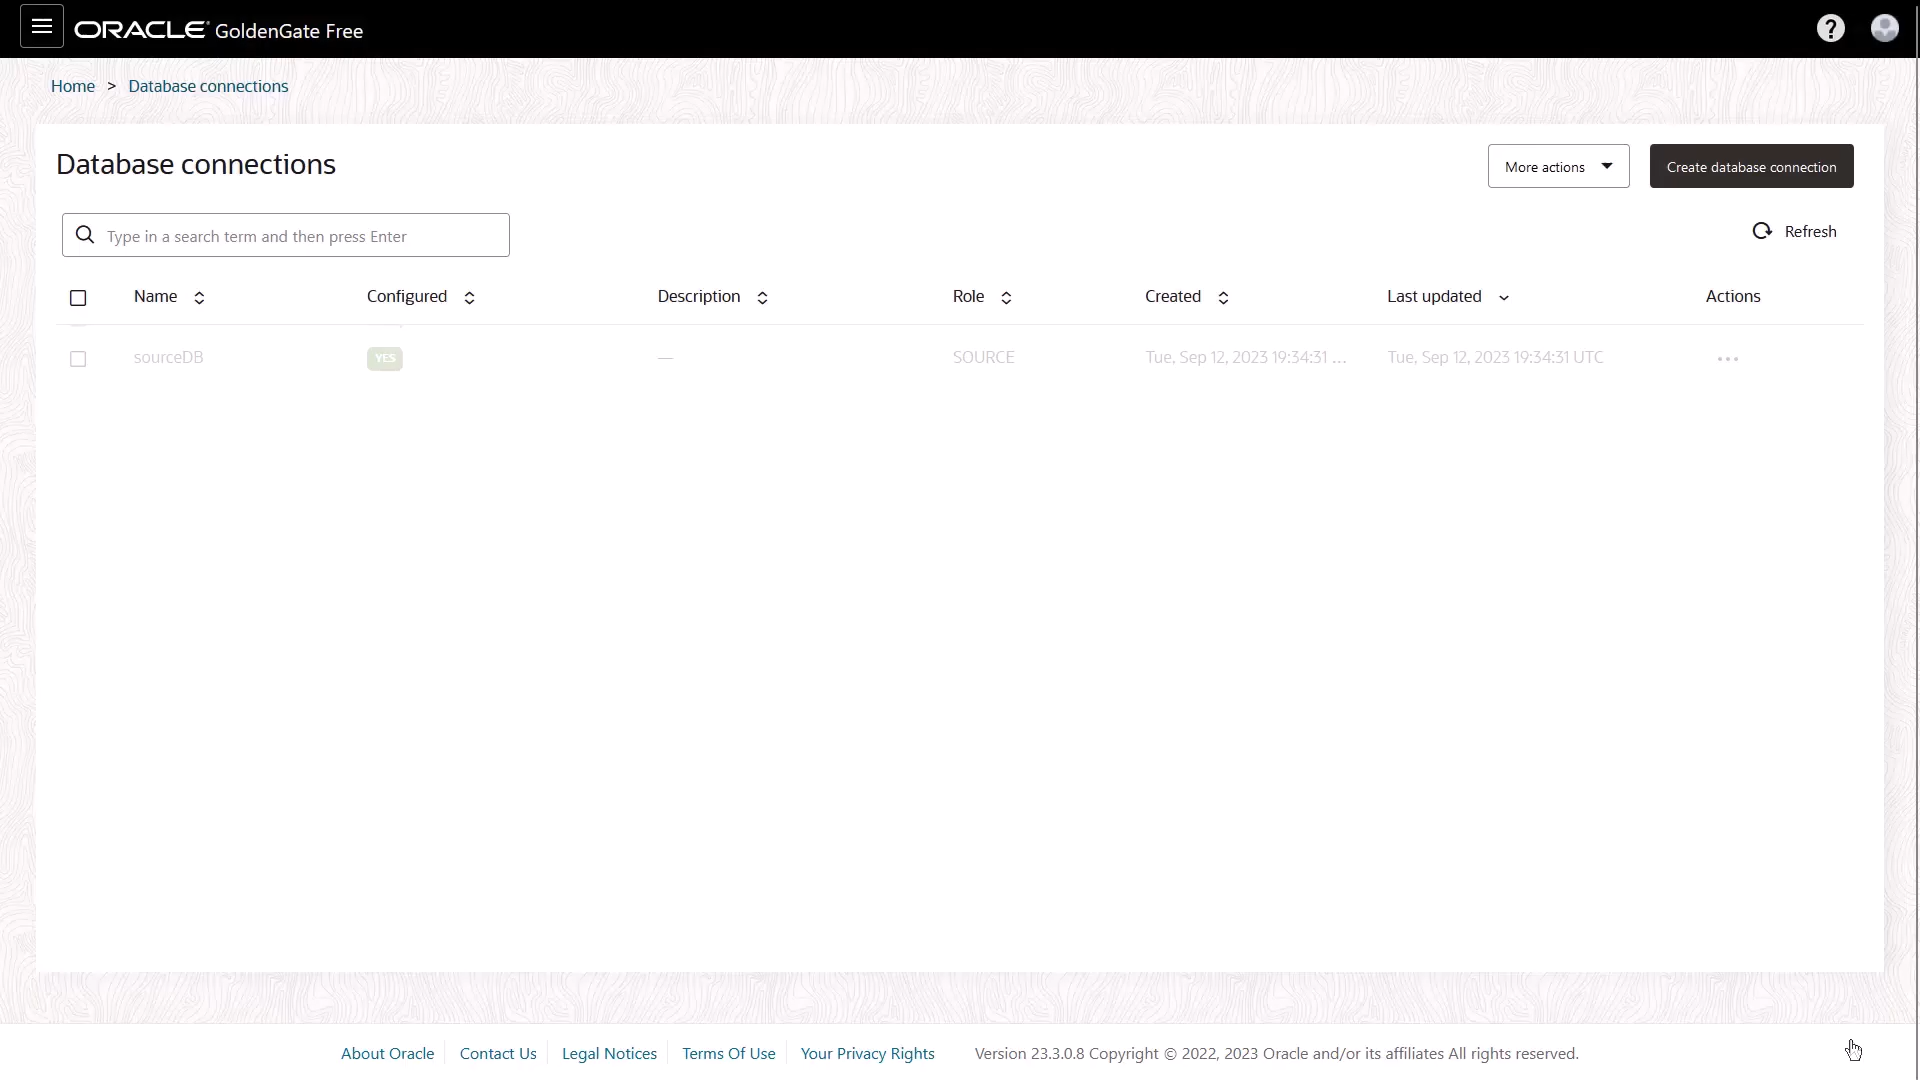 ORACLE GoldenGate Free
Home > Database connections
Database connections
More actions
Create database connection
Type in a search term and then press Enter
Refresh
Name Configured Description Role Created Last updated Actions
sourceDB YES — SOURCE Tue, Sep 12, 2023 19:34:31 ... Tue, Sep 12, 2023 19:34:31 UTC
About Oracle Contact Us Legal Notices Terms Of Use Your Privacy Rights Version 23.3.0.8 Copyright © 2022, 2023 Oracle and/or its affiliates All rights reserved.